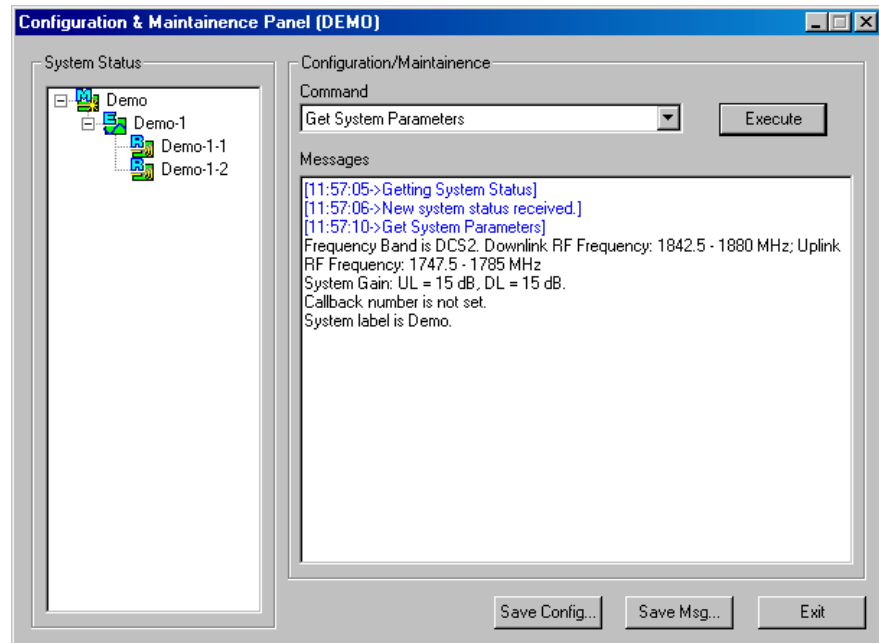 Configuration & Maintainence Panel (DEMO)
System Status
Demo
Demo-1
Demo-1-1
Demo-1-2
Configuration/Maintainence
Command
Get System Parameters
Execute
Messages
[11:57:05->Getting System Status]
[11:57:06->New system status received.]
[11:57:10->Get System Parameters]
Frequency Band is DCS2. Downlink RF Frequency: 1842.5 - 1880 MHz; Uplink
RF Frequency: 1747.5 - 1785 MHz
System Gain: UL = 15 dB, DL = 15 dB.
Callback number is not set.
System label is Demo.
Save Config...
Save Msg...
Exit